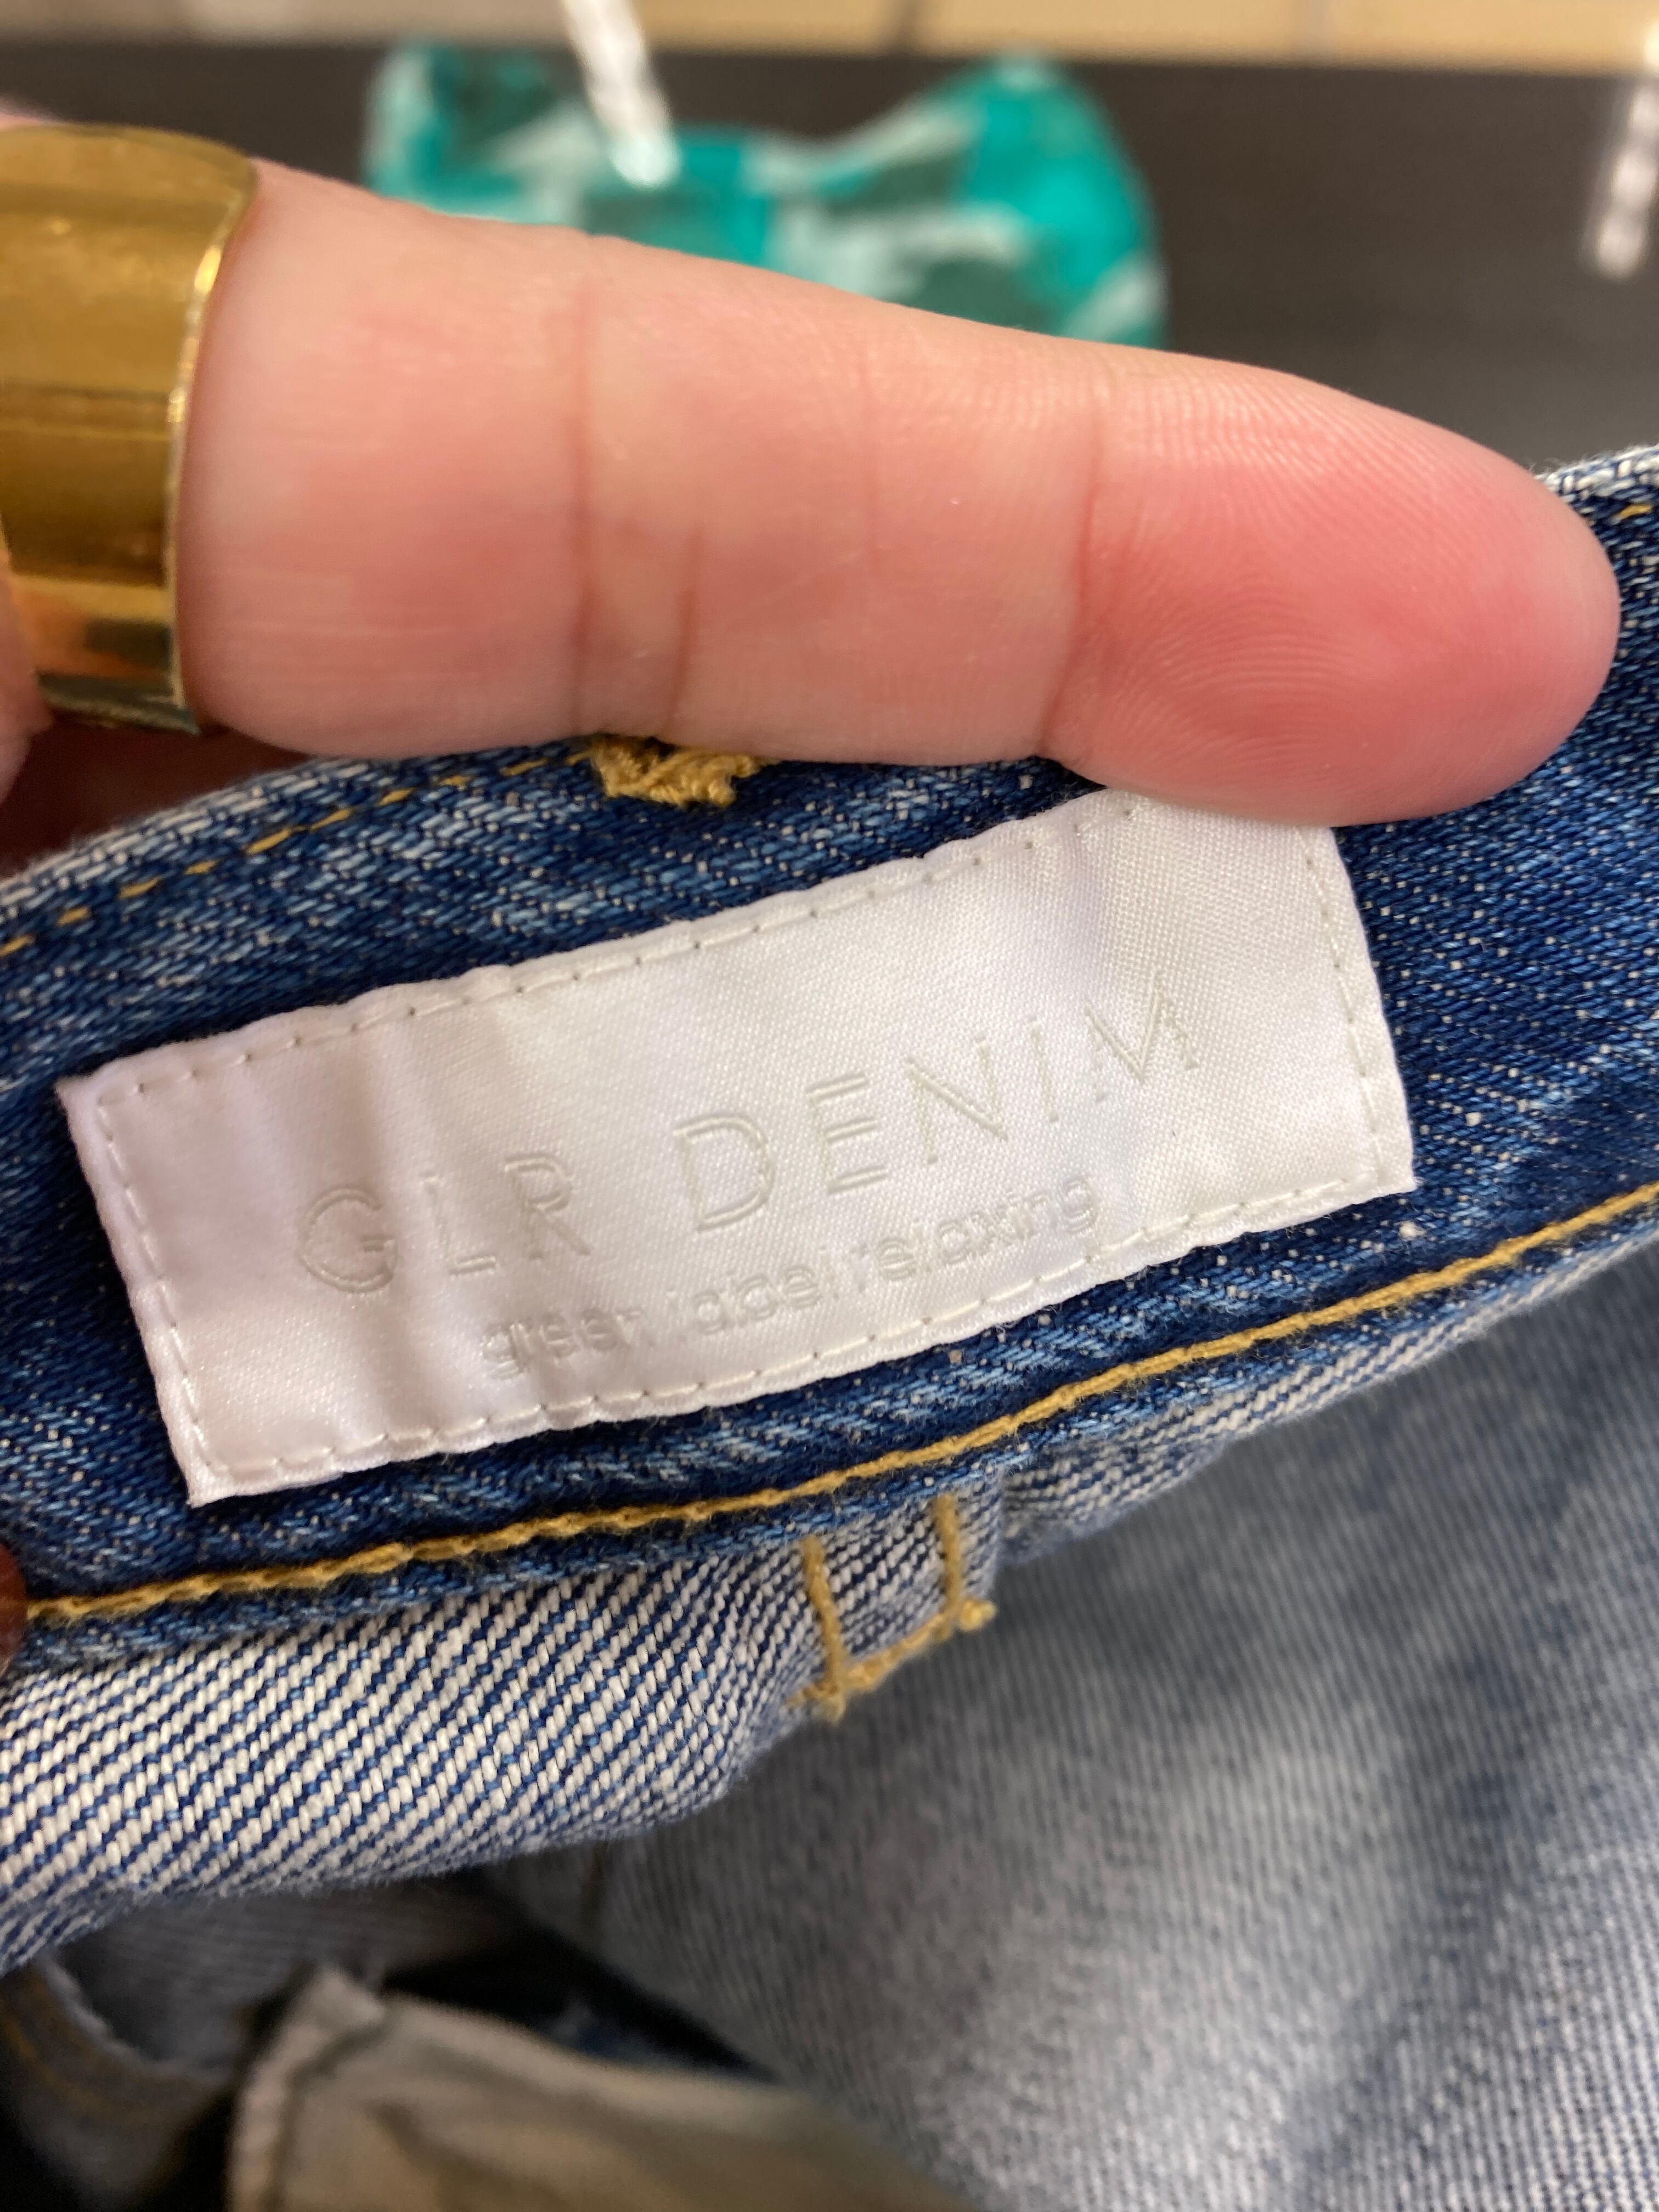 GLR DENIM
green label relaxing